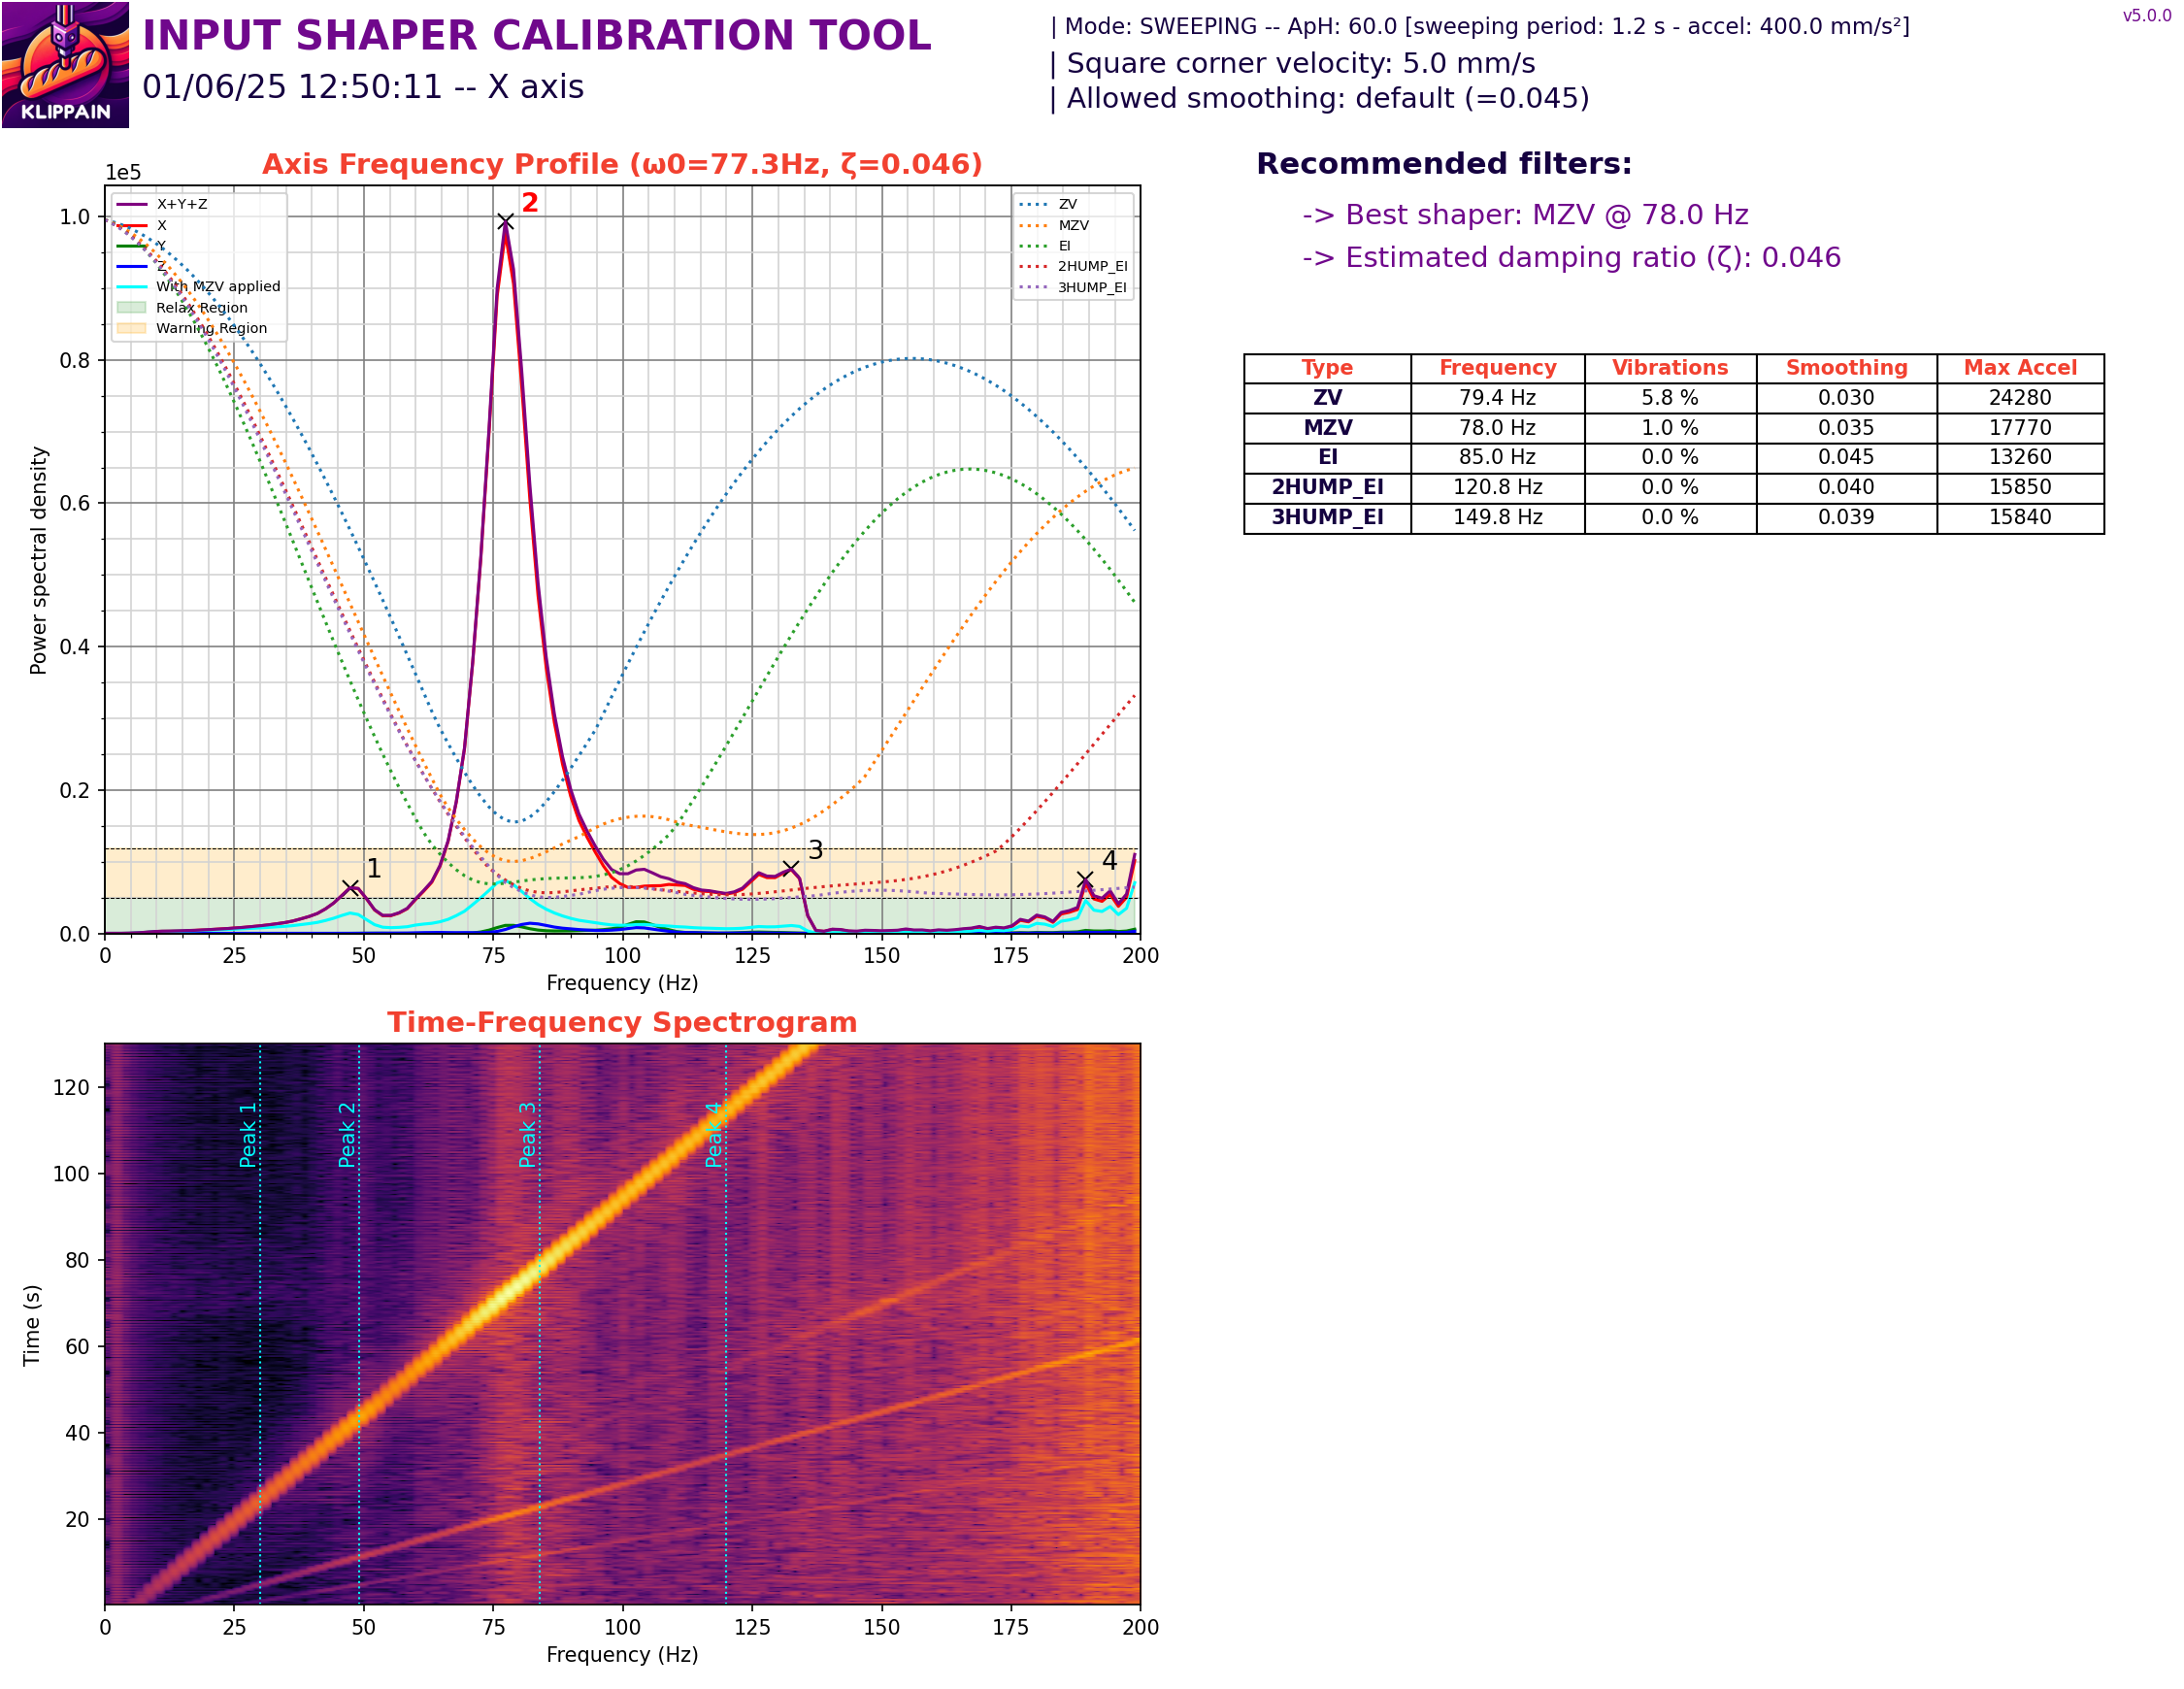 KLIPPAIN
INPUT SHAPER CALIBRATION TOOL
01/06/25 12:50:11 -- X axis
| Mode: SWEEPING -- ApH: 60.0 [sweeping period: 1.2 s - accel: 400.0 mm/s²]
| Square corner velocity: 5.0 mm/s
| Allowed smoothing: default (=0.045)
v5.0.0
Axis Frequency Profile (ω0=77.3Hz, ζ=0.046)
1e5
X+Y+Z
X
Y
Z
With MZV applied
Relax Region
Warning Region
ZV
MZV
EI
2HUMP_EI
3HUMP_EI
1
2
3
4
Power spectral density
1.0
0.8
0.6
0.4
0.2
0.0
0 25 50 75 100 125 150 175 200
Frequency (Hz)
Recommended filters:
-> Best shaper: MZV @ 78.0 Hz
-> Estimated damping ratio (ζ): 0.046
Type Frequency Vibrations Smoothing Max Accel
ZV 79.4 Hz 5.8 % 0.030 24280
MZV 78.0 Hz 1.0 % 0.035 17770
EI 85.0 Hz 0.0 % 0.045 13260
2HUMP_EI 120.8 Hz 0.0 % 0.040 15850
3HUMP_EI 149.8 Hz 0.0 % 0.039 15840
Time-Frequency Spectrogram
Peak 1
Peak 2
Peak 3
Peak 4
Time (s)
120
100
80
60
40
20
0 25 50 75 100 125 150 175 200
Frequency (Hz)